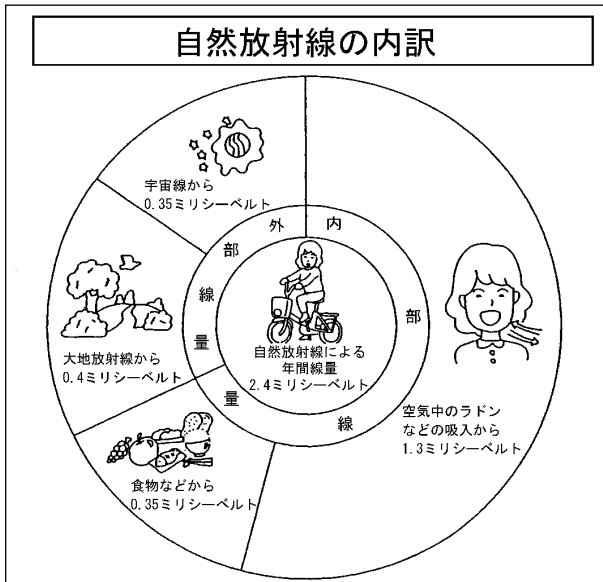 自然放射線の内訳
宇宙線から
0.35ミリシーベルト
大地放射線から
0.4ミリシーベルト
食物などから
0.35ミリシーベルト
空気中のラドン
などの吸入から
1.3ミリシーベルト
外部線量
内部線量
自然放射線による
年間線量
2.4ミリシーベルト